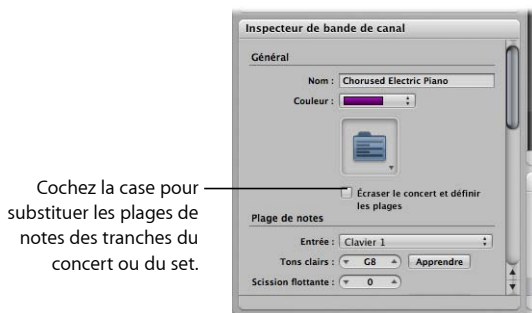 Inspecteur de bande de canal
Général
Nom : Chorused Electric Piano
Couleur :
Écraser le concert et définir
les plages
Cochez la case pour
substituer les plages de
notes des tranches du
concert ou du set.
Plage de notes
Entrée : Clavier 1
Tons clairs : G8 Apprendre
Scission flottante : 0